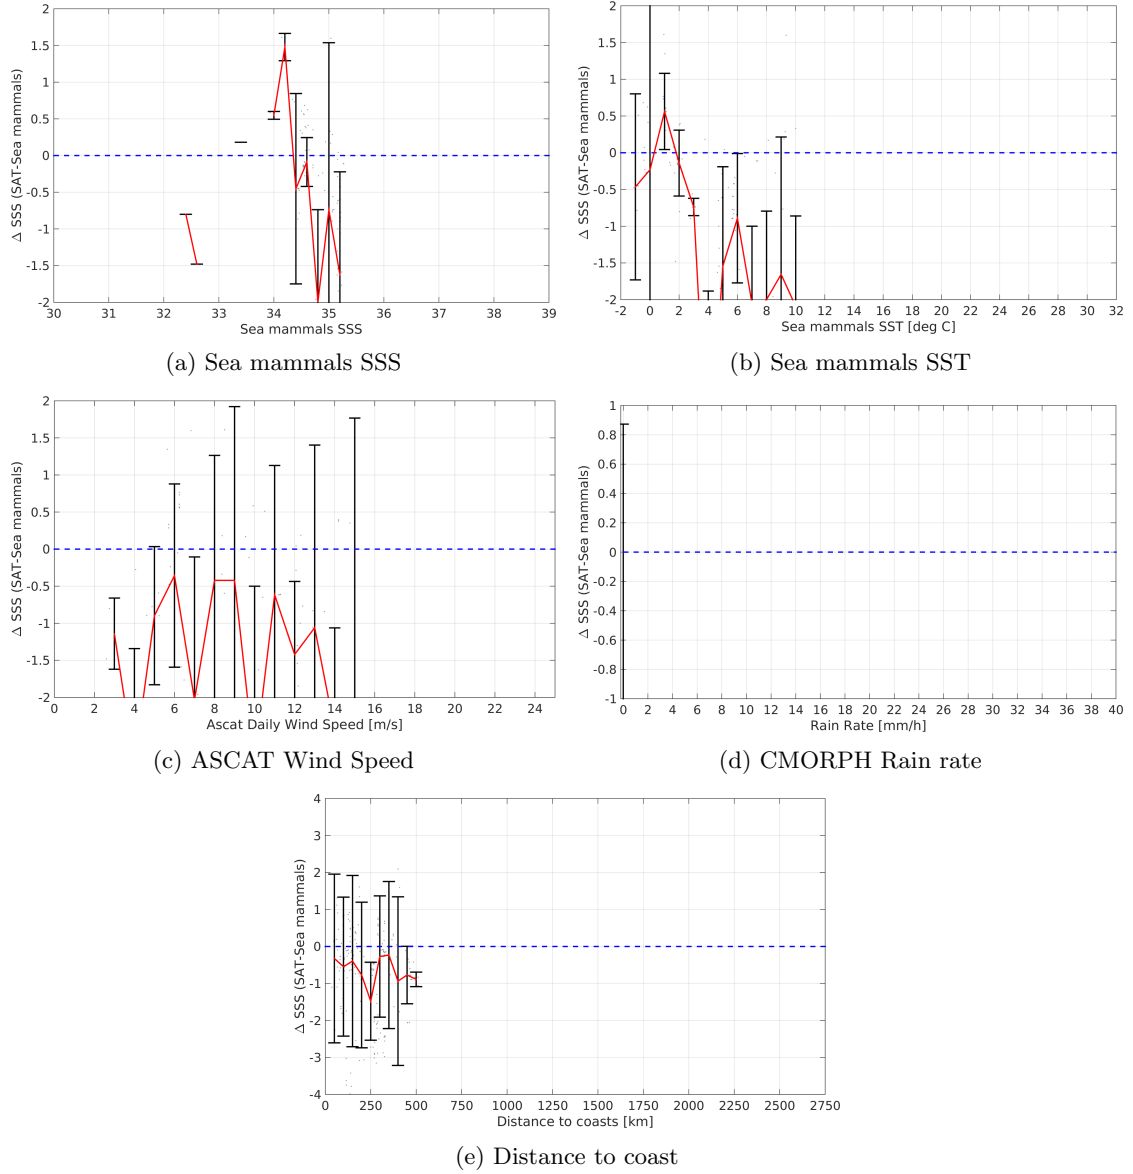 2
1.5
1
0.5
0
-0.5
-1
-1.5
-2
Δ SSS (SAT-Sea mammals)
30 31 32 33 34 35 36 37 38 39
Sea mammals SSS
(a) Sea mammals SSS
2
1.5
1
0.5
0
-0.5
-1
-1.5
-2
Δ SSS (SAT-Sea mammals)
-2 0 2 4 6 8 10 12 14 16 18 20 22 24 26 28 30 32
Sea mammals SST [deg C]
(b) Sea mammals SST
2
1.5
1
0.5
0
-0.5
-1
-1.5
-2
Δ SSS (SAT-Sea mammals)
0 2 4 6 8 10 12 14 16 18 20 22 24
Ascat Daily Wind Speed [m/s]
(c) ASCAT Wind Speed
1
0.8
0.6
0.4
0.2
0
-0.2
-0.4
-0.6
-0.8
-1
Δ SSS (SAT-Sea mammals)
0 2 4 6 8 10 12 14 16 18 20 22 24 26 28 30 32 34 36 38 40
Rain Rate [mm/h]
(d) CMORPH Rain rate
4
3
2
1
0
-1
-2
-3
-4
Δ SSS (SAT-Sea mammals)
0 250 500 750 1000 1250 1500 1750 2000 2250 2500 2750
Distance to coasts [km]
(e) Distance to coast